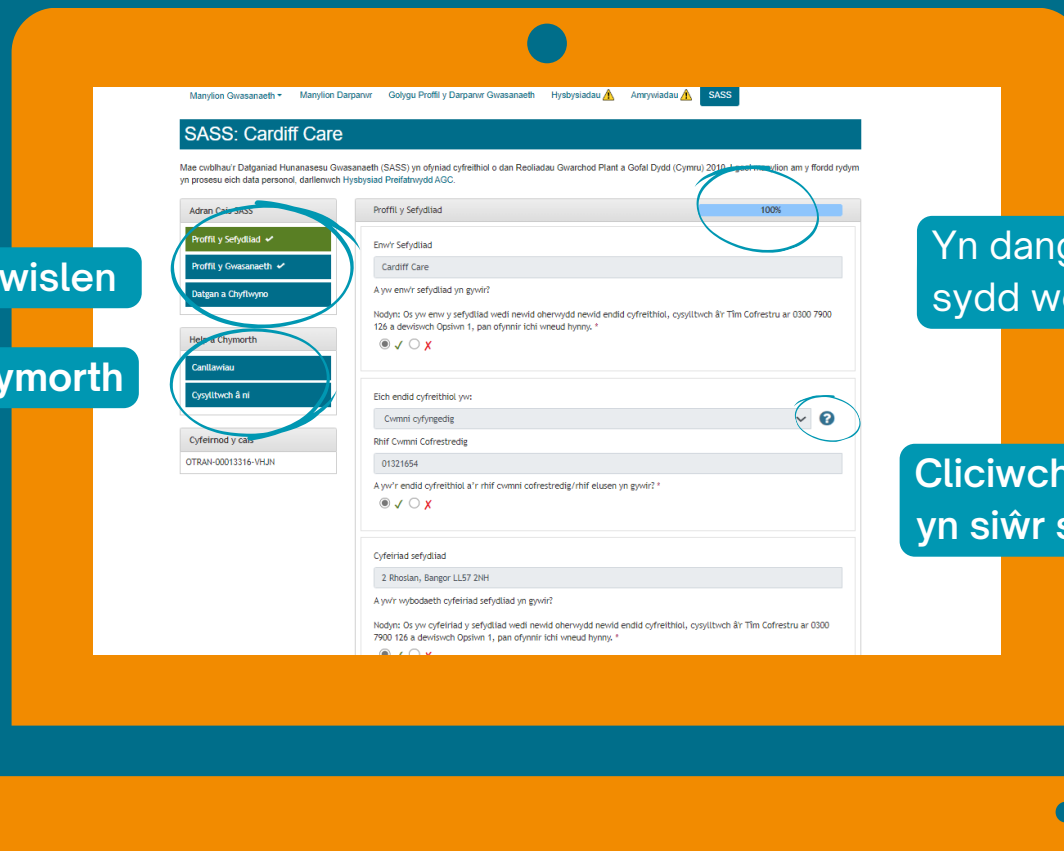 Manylion Gwasanaeth Manylion Darparwr Golygu Proffil y Darparwr Gwasanaeth Hysbysiadau Amrywiadau SASS
SASS: Cardiff Care
Mae cwblhau'r Datganiad Hunanasesu Gwasanaeth (SASS) yn ofyniad cyfreithiol o dan Reoliadau Gwarchod Plant a Gofal Dydd (Cymru) 2010. I gael manylion am y ffordd rydym
yn prosesu eich data personol, darllenwch Hysbysiad Preifatrwydd AGC.
Adran Cais SASS
Proffil y Sefydliad ✓
Proffil y Gwasanaeth ✓
Datgan a Chyflwyno
wislen
Help a Chymorth
Canllawiau
Cysylltwch â ni
ymorth
Cyfeirnod y cais
OTRAN-00013316-VHJN
Proffil y Sefydliad 100%
Enw'r Sefydliad
Cardiff Care
A yw enw'r sefydliad yn gywir?
Nodyn: Os yw enw y sefydliad wedi newid oherwydd newid endid cyfreithiol, cysylltwch â'r Tîm Cofrestru ar 0300 7900
126 a dewiswch Opsiwn 1, pan ofynnir ichi wneud hynny. *
✓ ✗
Eich endid cyfreithiol yw:
Cwmni cyfyngedig
?
Rhif Cwmni Cofrestredig
01321654
A yw'r endid cyfreithiol a'r rhif cwmni cofrestredig/rhif elusen yn gywir? *
✓ ✗
Cyfeiriad sefydliad
2 Rhoslan, Bangor LL57 2NH
A yw'r wybodaeth cyfeiriad sefydliad yn gywir?
Nodyn: Os yw cyfeiriad y sefydliad wedi newid oherwydd newid endid cyfreithiol, cysylltwch â'r Tîm Cofrestru ar 0300
7900 126 a dewiswch Opsiwn 1, pan ofynnir ichi wneud hynny. *
Yn dang
sydd w
Cliciwch
yn siŵr s